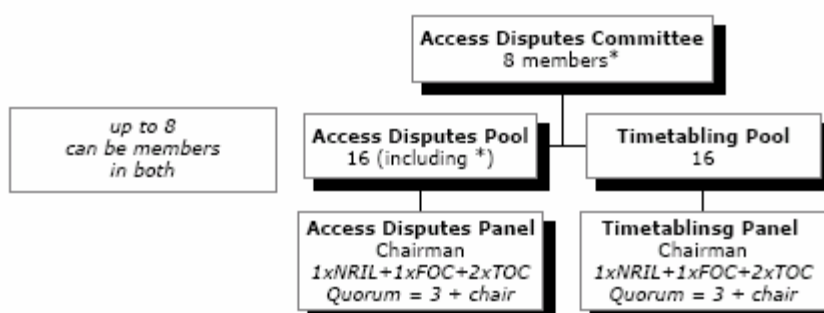 Access Disputes Committee
8 members*
up to 8
can be members
in both
Access Disputes Pool
16 (including *)
Timetabling Pool
16
Access Disputes Panel
Chairman
1xNRIL+1xFOC+2xTOC
Quorum = 3 + chair
Timetablinsg Panel
Chairman
1xNRIL+1xFOC+2xTOC
Quorum = 3 + chair